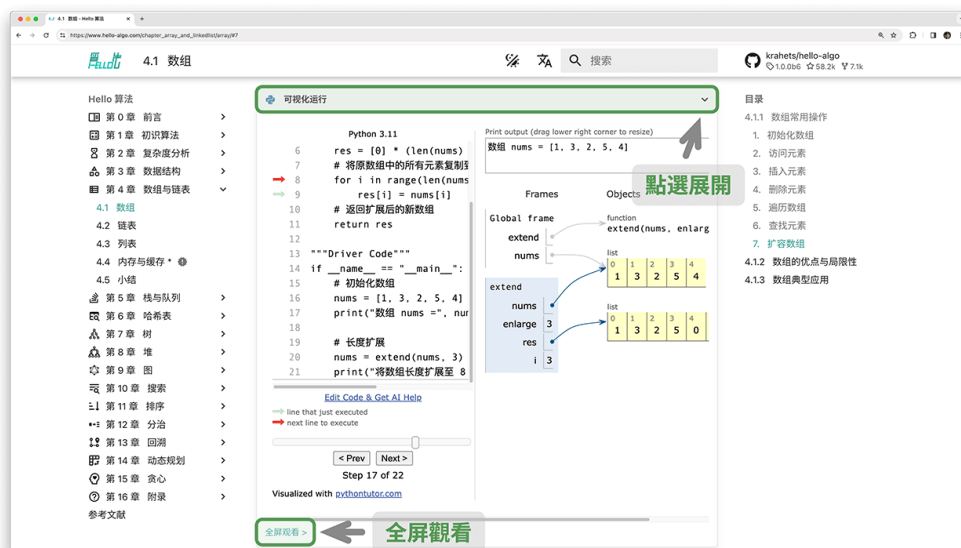 4.1 数组 - Hello 算法
https://www.hello-algo.com/chapter_array_and_linkedlist/array/#7
4.1 数组
搜索
krahets/hello-algo
1.0.0b6 58.2k 7.1k
Hello 算法
第 0 章 前言
第 1 章 初识算法
第 2 章 复杂度分析
第 3 章 数据结构
第 4 章 数组与链表
4.1 数组
4.2 链表
4.3 列表
4.4 内存与缓存 *
4.5 小结
第 5 章 栈与队列
第 6 章 哈希表
第 7 章 树
第 8 章 堆
第 9 章 图
第 10 章 搜索
第 11 章 排序
第 12 章 分治
第 13 章 回溯
第 14 章 动态规划
第 15 章 贪心
第 16 章 附录
参考文献
可视化运行
Python 3.11
6 res = [0] * (len(nums)
7 # 将原数组中的所有元素复制到
8 for i in range(len(nums
9 res[i] = nums[i]
10 # 返回扩展后的新数组
11 return res
12
13 """Driver Code"""
14 if __name__ == "__main__":
15 # 初始化数组
16 nums = [1, 3, 2, 5, 4]
17 print("数组 nums =", num
18
19 # 长度扩展
20 nums = extend(nums, 3)
21 print("将数组长度扩展至 8
Edit Code & Get AI Help
line that just executed
next line to execute
< Prev Next >
Step 17 of 22
Visualized with pythontutor.com
全屏观看 >
全屏觀看
Print output (drag lower right corner to resize)
数组 nums = [1, 3, 2, 5, 4]
點選展開
Frames Objects
Global frame
extend
nums
function
extend(nums, enlarg
list
0 1 2 3 4
1 3 2 5 4
extend
nums
enlarge 3
res
i 3
list
0 1 2 3 4
1 3 2 5 0
目录
4.1.1 数组常用操作
1. 初始化数组
2. 访问元素
3. 插入元素
4. 删除元素
5. 遍历数组
6. 查找元素
7. 扩容数组
4.1.2 数组的优点与局限性
4.1.3 数组典型应用